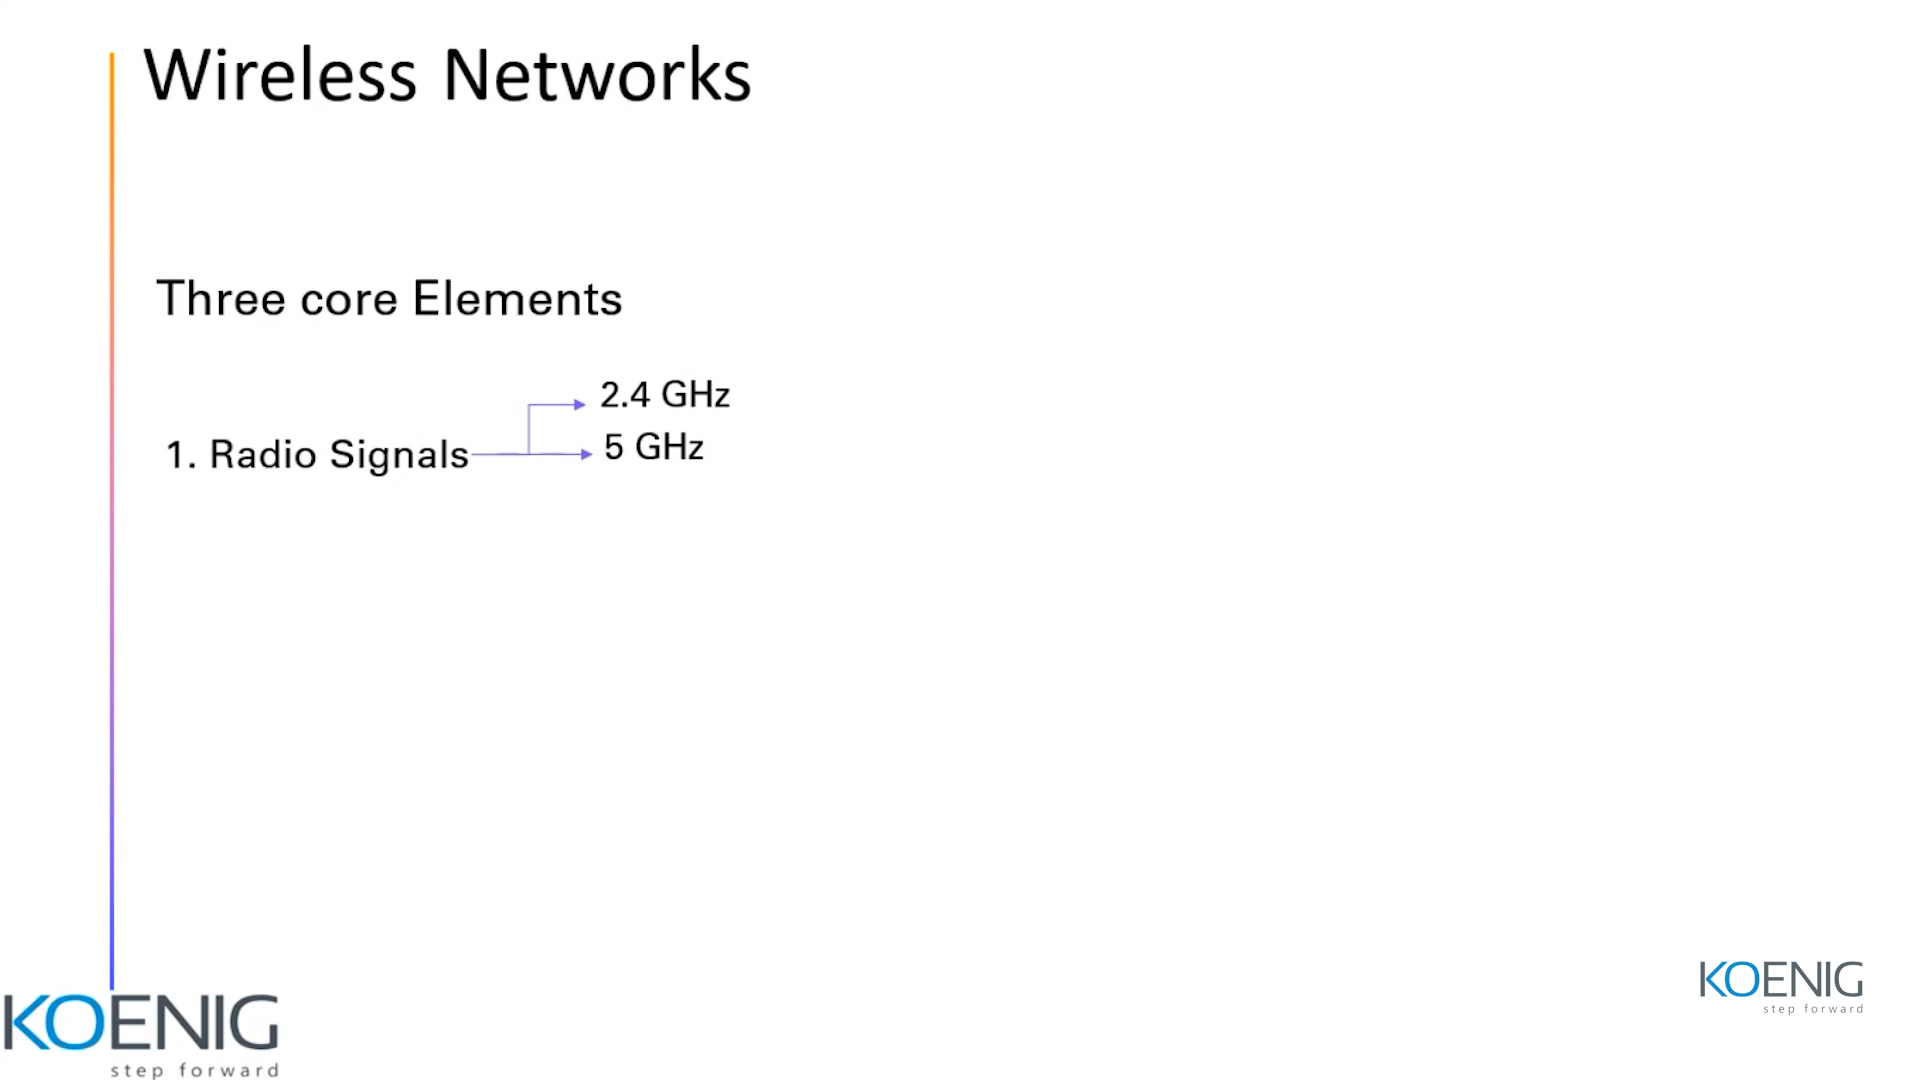 Wireless Networks
Three core Elements
2.4 GHz
1. Radio Signals
5 GHz
KOENIG
step forward
KOENIG
step forward